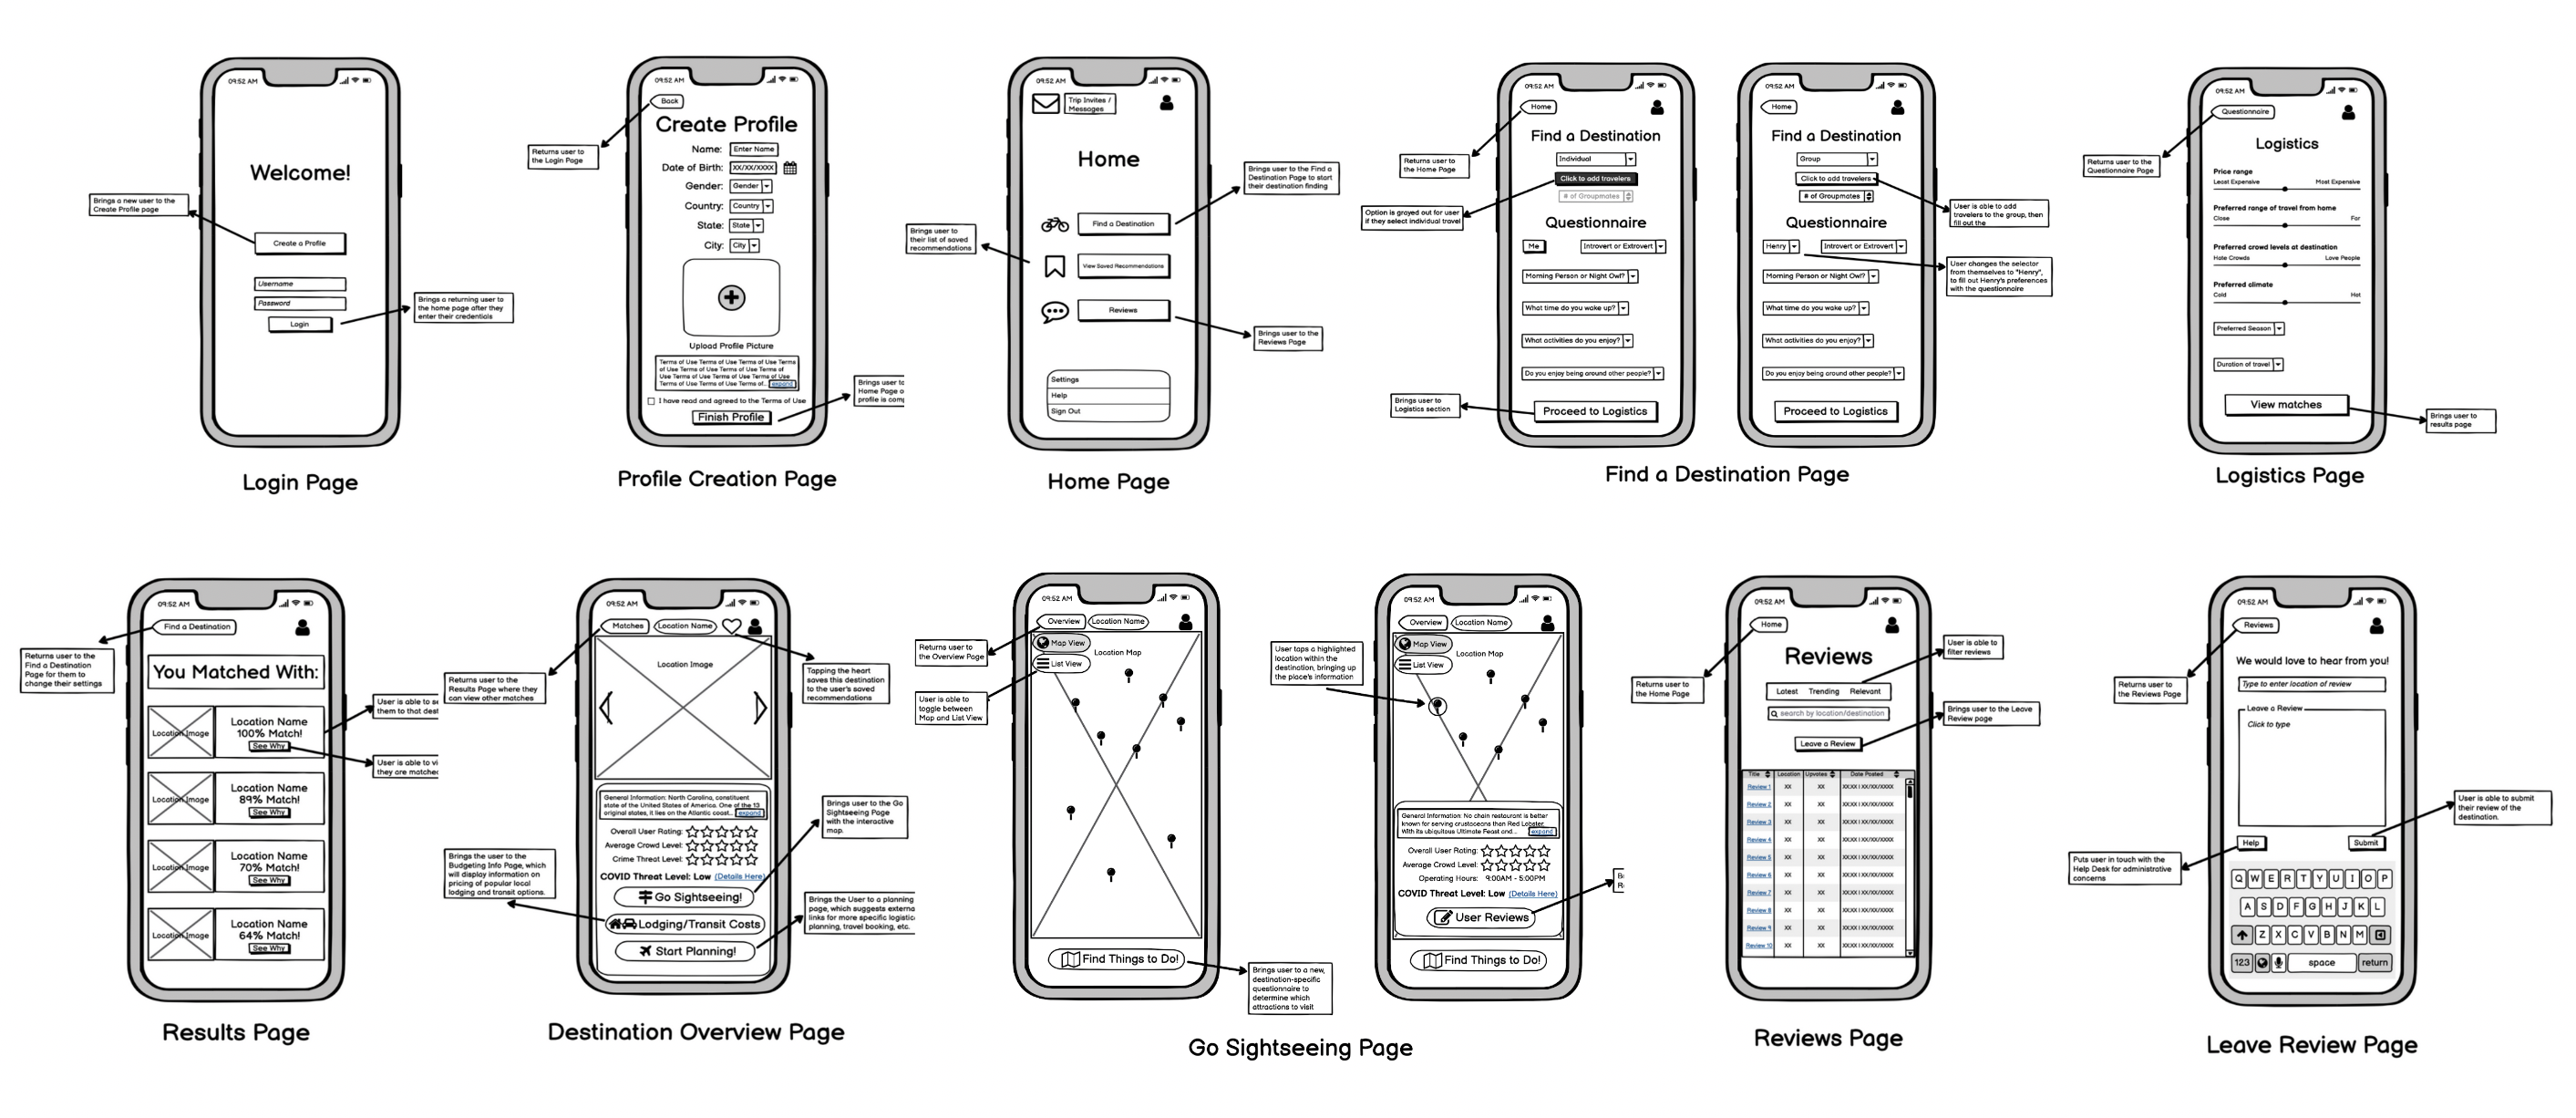 09:52 AM
Welcome!
Brings a new user to the
Create Profile page
Create a Profile
Username
Password
Login
Brings a returning user to
the home page after they
enter their credentials
Login Page
09:52 AM
Back
Returns user to
the Login Page
Create Profile
Name: Enter Name
Date of Birth: XX/XX/XXXX
Gender: Gender
Country: Country
State: State
City: City
Upload Profile Picture
Terms of Use Terms of Use Terms of Use Terms
of Use Terms of Use Terms of Use Terms of
Use Terms of Use Terms of Use Terms of Use
Terms of Use Terms of Use Terms of... expand
I have read and agreed to the Terms of Use
Finish Profile
Brings user to
Home Page o
profile is comp
Profile Creation Page
09:52 AM
Trip Invites /
Messages
Home
Brings user to the Find a
Destination Page to start
their destination finding
Find a Destination
Brings user to
their list of saved
recommendations
View Saved Recommendations
Reviews
Brings user to the
Reviews Page
Settings
Help
Sign Out
Home Page
09:52 AM
Home
Returns user to
the Home Page
Find a Destination
Individual
Click to add travelers
# of Groupmates
Option is grayed out for user
if they select individual travel
Questionnaire
Me
Introvert or Extrovert
Morning Person or Night Owl?
What time do you wake up?
What activities do you enjoy?
Do you enjoy being around other people?
Brings user to
Logistics section
Proceed to Logistics
09:52 AM
Home
Find a Destination
Group
Click to add travelers
# of Groupmates
User is able to add
travelers to the group, then
fill out the
Questionnaire
Henry
Introvert or Extrovert
User changes the selector
from themselves to "Henry",
to fill out Henry's preferences
with the questionnaire
Morning Person or Night Owl?
What time do you wake up?
What activities do you enjoy?
Do you enjoy being around other people?
Proceed to Logistics
Find a Destination Page
09:52 AM
Questionnaire
Returns user to the
Questionnaire Page
Logistics
Price range
Least Expensive Most Expensive
Preferred range of travel from home
Close Far
Preferred crowd levels at destination
Hate Crowds Love People
Preferred climate
Cold Hot
Preferred Season
Duration of travel
View matches
Brings user to
results page
Logistics Page
09:52 AM
Find a Destination
Returns user to the
Find a Destination
Page for them to
change their settings
You Matched With:
Location Image
Location Name
100% Match!
See Why
User is able to se
them to that dest
User is able to vi
they are matched
Location Image
Location Name
89% Match!
See Why
Location Image
Location Name
70% Match!
See Why
Location Image
Location Name
64% Match!
See Why
Results Page
09:52 AM
Matches
Location Name
Location Image
Returns user to the
Results Page where they
can view other matches
Tapping the heart
saves this destination
to the user's saved
recommendations
General Information: North Carolina, constituent
state of the United States of America. One of the 13
original states, it lies on the Atlantic coast... expand
Overall User Rating:
Average Crowd Level:
Crime Threat Level:
COVID Threat Level: Low (Details Here)
Go Sightseeing!
Lodging/Transit Costs
Start Planning!
Brings user to the Go
Sightseeing Page
with the interactive
map.
Brings the user to the
Budgeting Info Page, which
will display information on
pricing of popular local
lodging and transit options.
Brings the User to a planning
page, which suggests externa
links for more specific logistic
planning, travel booking, etc.
Destination Overview Page
09:52 AM
Overview
Location Name
Map View
List View
Location Map
Returns user to
the Overview Page
User is able to
toggle between
Map and List View
Find Things to Do!
Brings user to a new,
destination-specific
questionnaire to
determine which
attractions to visit
09:52 AM
Overview
Location Name
Map View
List View
Location Map
User taps a highlighted
location within the
destination, bringing up
the place's information
General Information: No chain restaurant is better
known for serving crustaceans than Red Lobster.
With its ubiquitous Ultimate Feast and... expand
Overall User Rating:
Average Crowd Level:
Operating Hours: 9:00AM - 5:00PM
COVID Threat Level: Low (Details Here)
User Reviews
Find Things to Do!
Go Sightseeing Page
09:52 AM
Home
Returns user to
the Home Page
Reviews
User is able to
filter reviews
Latest Trending Relevant
search by location/destination
Brings user to the Leave
Review page
Leave a Review
Title Location Upvotes Date Posted
Review 1 XX XX XX:XX | XX/XX/XXXX
Review 2 XX XX XX:XX | XX/XX/XXXX
Review 3 XX XX XX:XX | XX/XX/XXXX
Review 4 XX XX XX:XX | XX/XX/XXXX
Review 5 XX XX XX:XX | XX/XX/XXXX
Review 6 XX XX XX:XX | XX/XX/XXXX
Review 7 XX XX XX:XX | XX/XX/XXXX
Review 8 XX XX XX:XX | XX/XX/XXXX
Review 9 XX XX XX:XX | XX/XX/XXXX
Review 10 XX XX XX:XX | XX/XX/XXXX
Reviews Page
09:52 AM
Reviews
Returns user to
the Reviews Page
We would love to hear from you!
Type to enter location of review
Leave a Review
Click to type
Help
Submit
User is able to submit
their review of the
destination.
Puts user in touch with the
Help Desk for administrative
concerns
Q W E R T Y U I O P
A S D F G H J K L
Z X C V B N M
123 space return
Leave Review Page